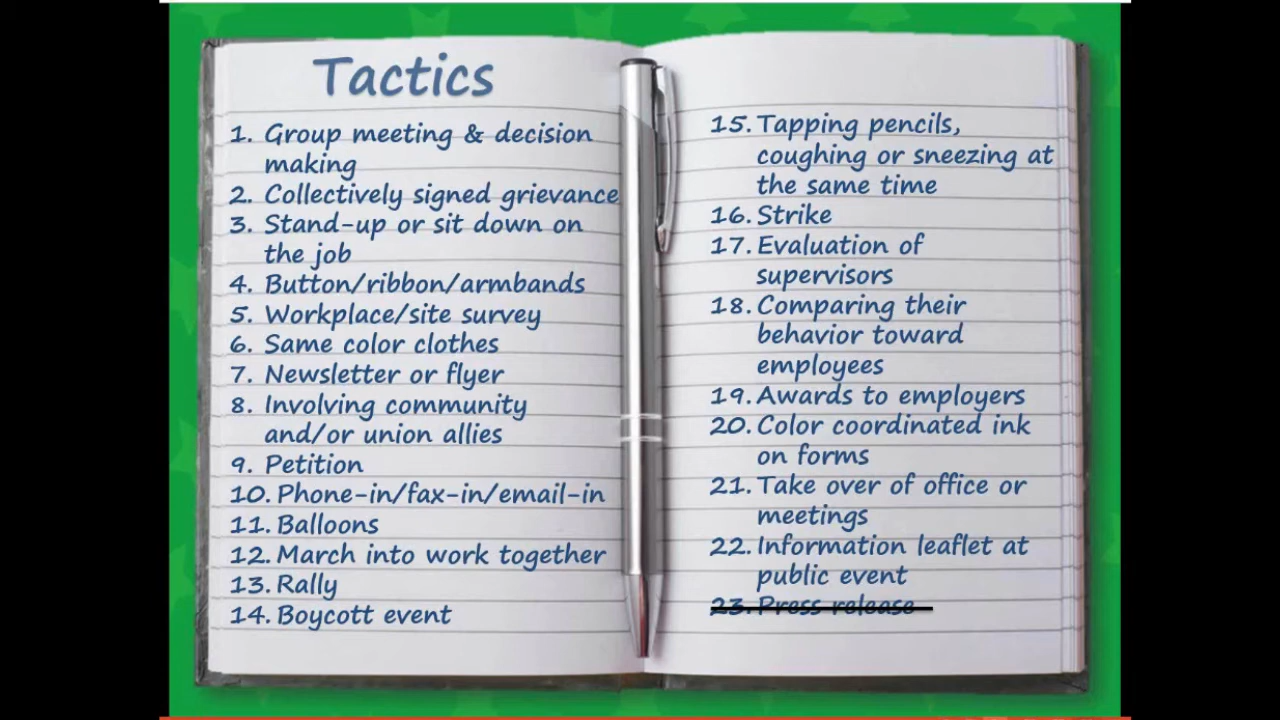 Tactics
1. Group meeting & decision
making
2. Collectively signed grievance
3. Stand-up or sit down on
the job
4. Button/ribbon/armbands
5. Workplace/site survey
6. Same color clothes
7. Newsletter or flyer
8. Involving community
and/or union allies
9. Petition
10. Phone-in/fax-in/email-in
11. Balloons
12. March into work together
13. Rally
14. Boycott event
15. Tapping pencils,
coughing or sneezing at
the same time
16. Strike
17. Evaluation of
supervisors
18. Comparing their
behavior toward
employees
19. Awards to employers
20. Color coordinated ink
on forms
21. Take over of office or
meetings
22. Information leaflet at
public event
23. Press release